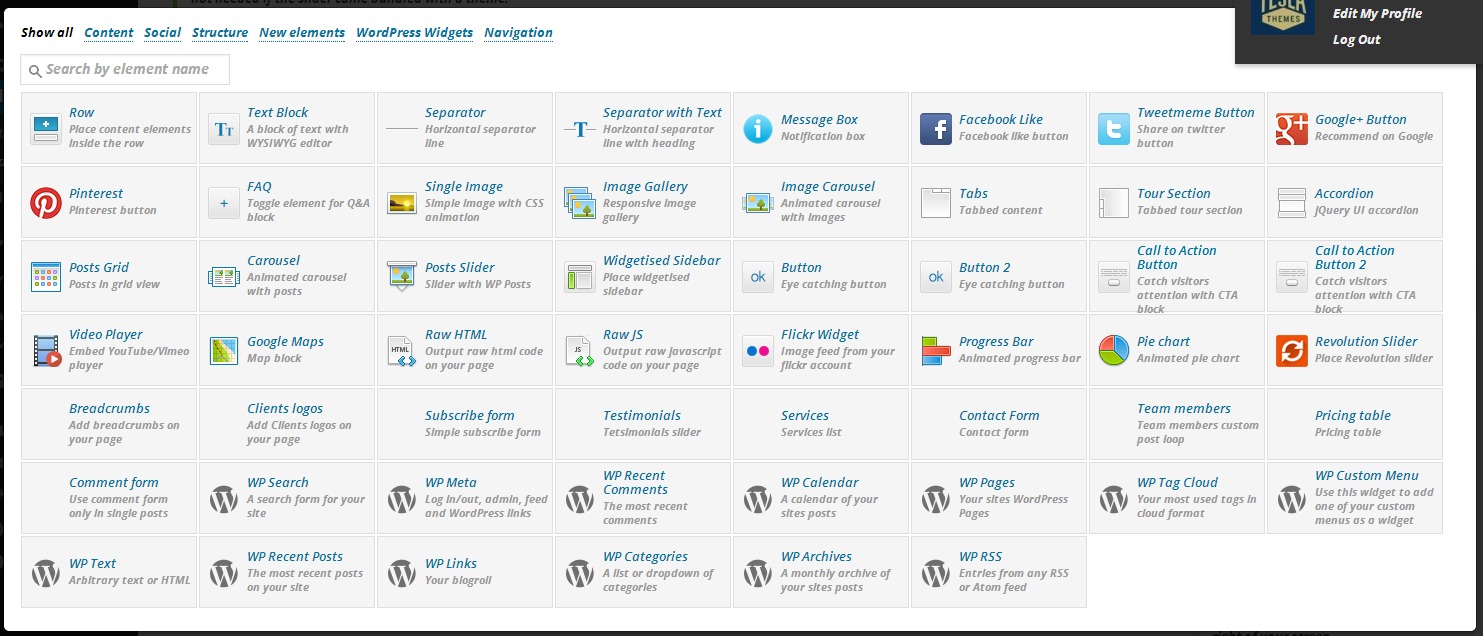 not needed if the slider came bundled with a theme.
TESLA
THEMES
Edit My Profile
Log Out
Show all Content Social Structure New elements WordPress Widgets Navigation
Search by element name
Row
Place content elements
inside the row
Text Block
A block of text with
WYSIWYG editor
Separator
Horizontal separator
line
Separator with Text
Horizontal separator
line with heading
Message Box
Notification box
Facebook Like
Facebook like button
Tweetmeme Button
Share on twitter
button
Google+ Button
Recommend on Google
Pinterest
Pinterest button
FAQ
Toggle element for Q&A
block
Single Image
Simple image with CSS
animation
Image Gallery
Responsive image
gallery
Image Carousel
Animated carousel
with images
Tabs
Tabbed content
Tour Section
Tabbed tour section
Accordion
jQuery UI accordion
Posts Grid
Posts in grid view
Carousel
Animated carousel
with posts
Posts Slider
Slider with WP Posts
Widgetised Sidebar
Place widgetised
sidebar
ok
Button
Eye catching button
ok
Button 2
Eye catching button
Call to Action
Button
Catch visitors
attention with CTA
block
Call to Action
Button 2
Catch visitors
attention with CTA
block
Video Player
Embed YouTube/Vimeo
player
Google Maps
Map block
HTML
Raw HTML
Output raw html code
on your page
JS
Raw JS
Output raw javascript
code on your page
Flickr Widget
Image feed from your
flickr account
Progress Bar
Animated progress bar
Pie chart
Animated pie chart
Revolution Slider
Place Revolution slider
Breadcrumbs
Add breadcrumbs on
your page
Clients logos
Add Clients logos on
your page
Subscribe form
Simple subscribe form
Testimonials
Tetsimonials slider
Services
Services list
Contact Form
Contact form
Team members
Team members custom
post loop
Pricing table
Pricing table
Comment form
Use comment form
only in single posts
WP Search
A search form for your
site
WP Meta
Log in/out, admin, feed
and WordPress links
WP Recent
Comments
The most recent
comments
WP Calendar
A calendar of your
sites posts
WP Pages
Your sites WordPress
Pages
WP Tag Cloud
Your most used tags in
cloud format
WP Custom Menu
Use this widget to add
one of your custom
menus as a widget
WP Text
Arbitrary text or HTML
WP Recent Posts
The most recent posts
on your site
WP Links
Your blogroll
WP Categories
A list or dropdown of
categories
WP Archives
A monthly archive of
your sites posts
WP RSS
Entries from any RSS
or Atom feed